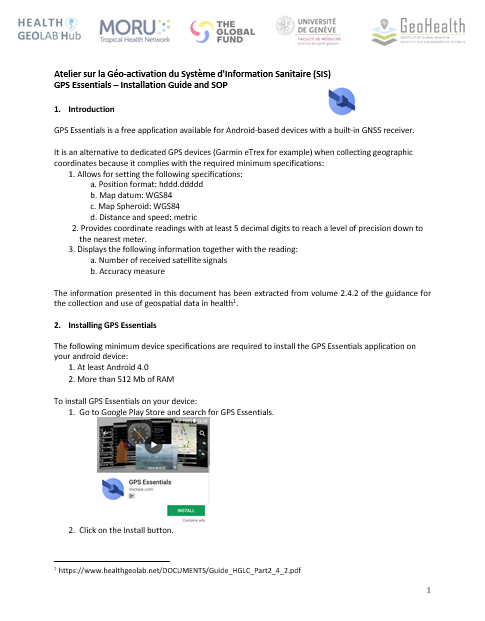 HEALTH
GEOLAB Hub
MORU
Tropical Health Network
THE
GLOBAL
FUND
UNIVERSITÉ
DE GENÈVE
FACULTÉ DE MÉDECINE
GeoHealth
Atelier sur la Géo-activation du Système d'Information Sanitaire (SIS)
GPS Essentials – Installation Guide and SOP
1. Introduction
GPS Essentials is a free application available for Android-based devices with a built-in GNSS receiver.
It is an alternative to dedicated GPS devices (Garmin eTrex for example) when collecting geographic
coordinates because it complies with the required minimum specifications:
1. Allows for setting the following specifications:
a. Position format: hddd.ddddd
b. Map datum: WGS84
c. Map Spheroid: WGS84
d. Distance and speed: metric
2. Provides coordinate readings with at least 5 decimal digits to reach a level of precision down to
the nearest meter.
3. Displays the following information together with the reading:
a. Number of received satellite signals
b. Accuracy measure
The information presented in this document has been extracted from volume 2.4.2 of the guidance for
the collection and use of geospatial data in health1.
2. Installing GPS Essentials
The following minimum device specifications are required to install the GPS Essentials application on
your android device:
1. At least Android 4.0
2. More than 512 Mb of RAM
To install GPS Essentials on your device:
1. Go to Google Play Store and search for GPS Essentials.
GPS Essentials
mictale.com
INSTALL
Contains ads
2. Click on the Install button.
1 https://www.healthgeolab.net/DOCUMENTS/Guide_HGLC_Part2_4_2.pdf
1